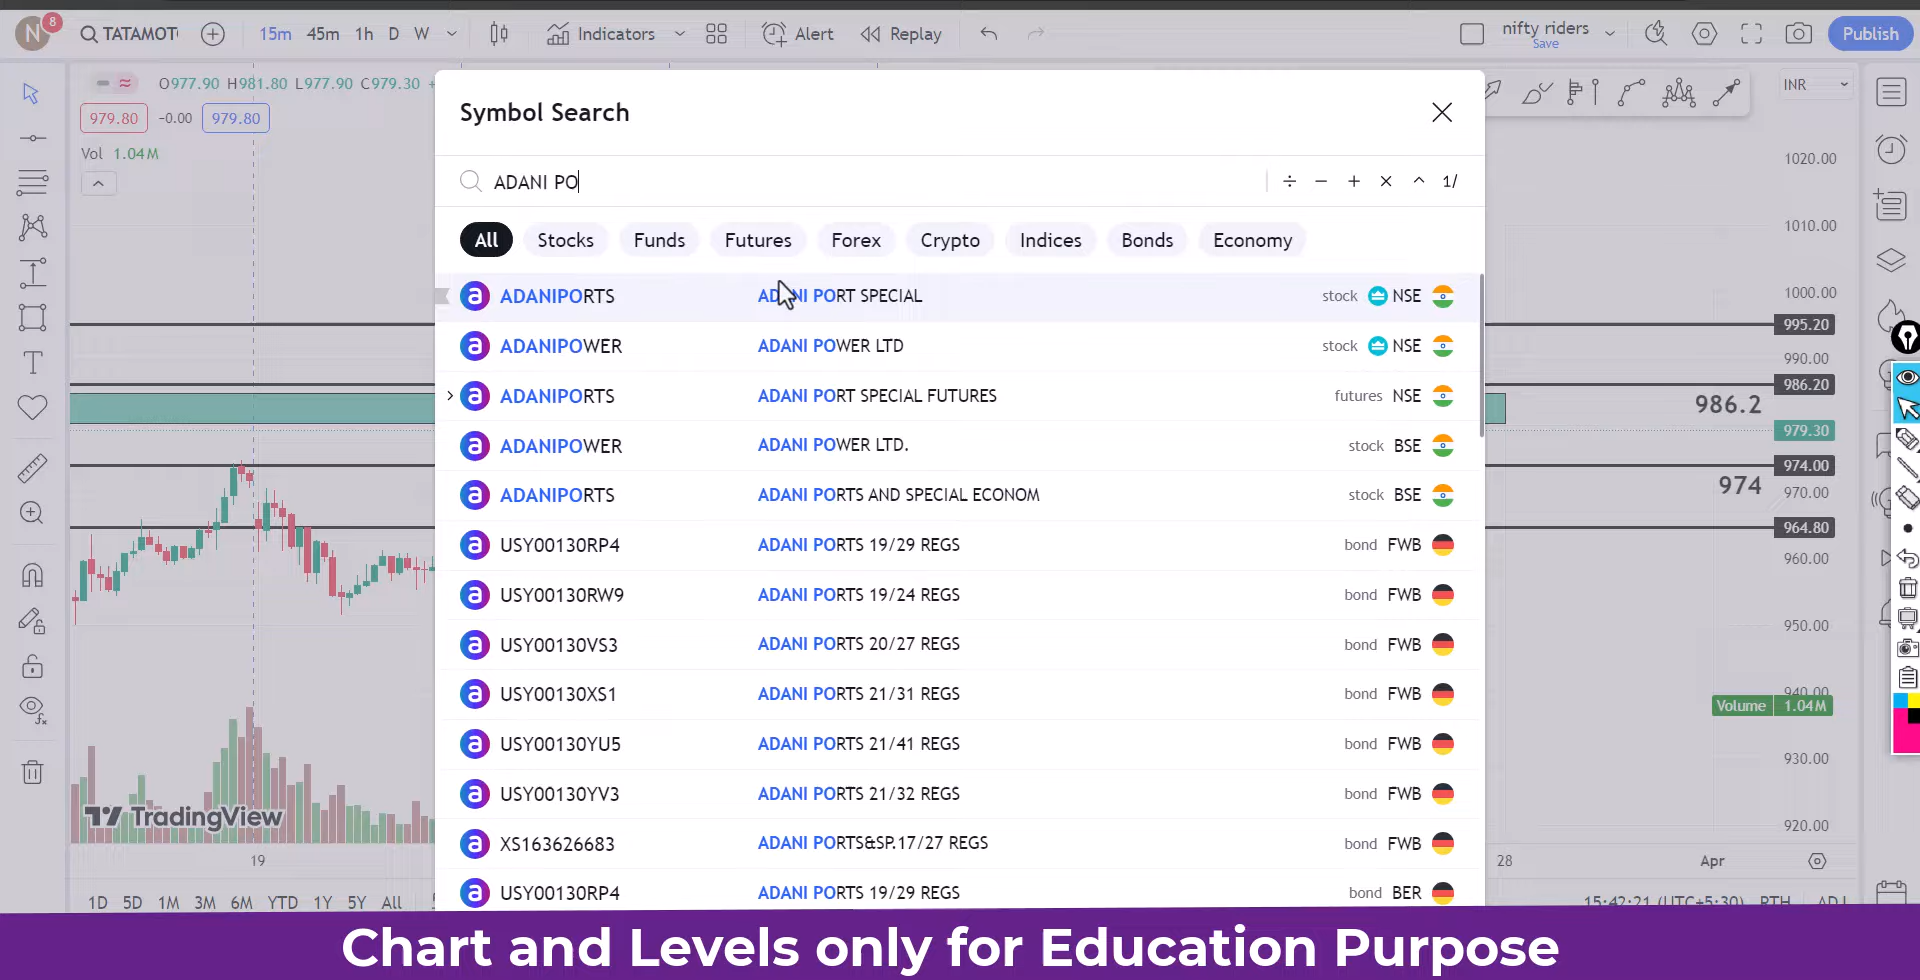 N 8 TATAMOT 15m 45m 1h D W Indicators Alert Replay nifty riders Save Publish
O977.90 H981.80 L977.90 C979.30 +
979.80 -0.00 979.80
Vol 1.04M
Symbol Search
ADANI PO
÷ − + × ^ 1/
All Stocks Funds Futures Forex Crypto Indices Bonds Economy
ADANIPORTS ADANI PORT SPECIAL stock NSE
ADANIPOWER ADANI POWER LTD stock NSE
ADANIPORTS ADANI PORT SPECIAL FUTURES futures NSE
ADANIPOWER ADANI POWER LTD. stock BSE
ADANIPORTS ADANI PORTS AND SPECIAL ECONOM stock BSE
USY00130RP4 ADANI PORTS 19/29 REGS bond FWB
USY00130RW9 ADANI PORTS 19/24 REGS bond FWB
USY00130VS3 ADANI PORTS 20/27 REGS bond FWB
USY00130XS1 ADANI PORTS 21/31 REGS bond FWB
USY00130YU5 ADANI PORTS 21/41 REGS bond FWB
USY00130YV3 ADANI PORTS 21/32 REGS bond FWB
XS163626683 ADANI PORTS&SP.17/27 REGS bond FWB
USY00130RP4 ADANI PORTS 19/29 REGS bond BER
INR
1020.00
1010.00
1000.00
995.20
990.00
986.20
986.2
979.30
974.00
974
970.00
964.80
960.00
950.00
940.00
Volume 1.04M
930.00
920.00
TradingView
19 28 Apr
1D 5D 1M 3M 6M YTD 1Y 5Y All
15:42:21 (UTC+5:30) RTH ADJ
Chart and Levels only for Education Purpose